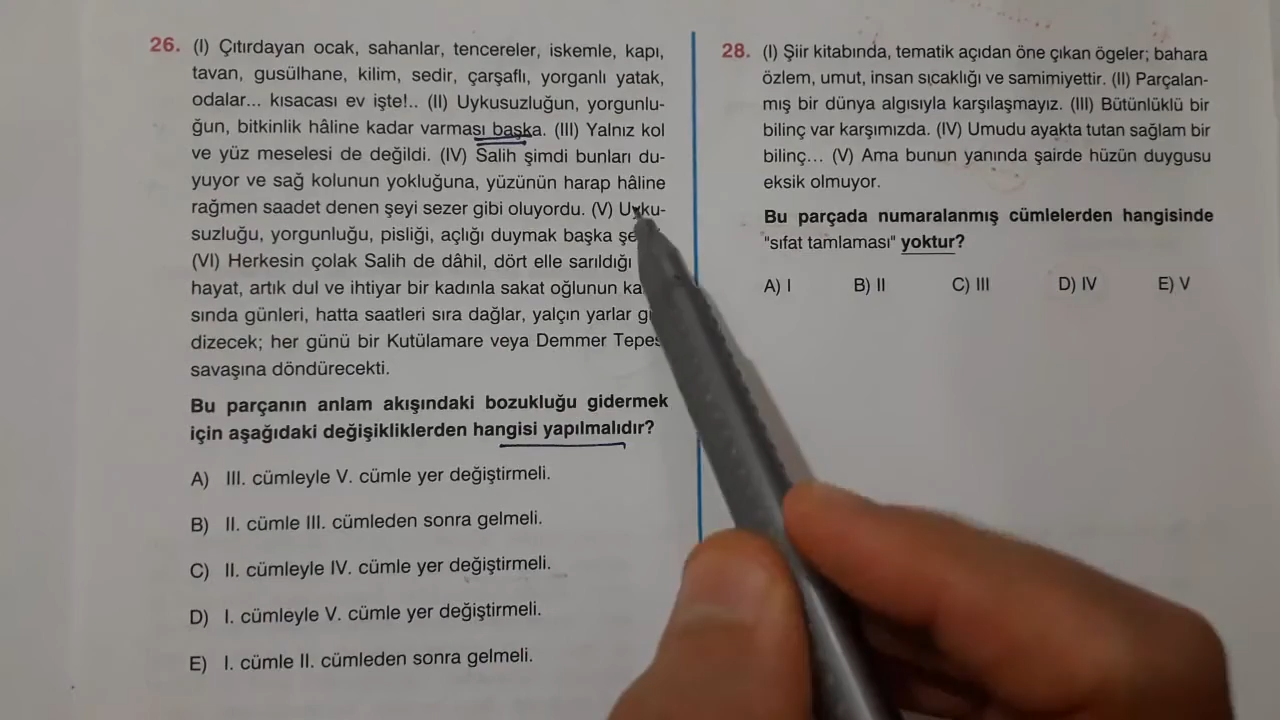 26. (I) Çıtırdayan ocak, sahanlar, tencereler, iskemle, kapı,
tavan, gusülhane, kilim, sedir, çarşaflı, yorganlı yatak,
odalar... kısacası ev işte!.. (II) Uykusuzluğun, yorgunlu-
ğun, bitkinlik hâline kadar varması başka. (III) Yalnız kol
ve yüz meselesi de değildi. (IV) Salih şimdi bunları du-
yuyor ve sağ kolunun yokluğuna, yüzünün harap hâline
rağmen saadet denen şeyi sezer gibi oluyordu. (V) Uyku-
suzluğu, yorgunluğu, pisliği, açlığı duymak başka
(VI) Herkesin çolak Salih de dâhil, dört elle sarıldığı
hayat, artık dul ve ihtiyar bir kadınla sakat oğlunun
sında günleri, hatta saatleri sıra dağlar, yalçın yarlar
dizecek; her günü bir Kutülamare veya Demmer
savaşına döndürecekti.
Bu parçanın anlam akışındaki bozukluğu gidermek
için aşağıdaki değişikliklerden hangisi yapılmalıdır?
A) III. cümleyle V. cümle yer değiştirmeli.
B) II. cümle III. cümleden sonra gelmeli.
C) II. cümleyle IV. cümle yer değiştirmeli.
D) I. cümleyle V. cümle yer değiştirmeli.
E) I. cümle II. cümleden sonra gelmeli.
28. (I) Şiir kitabında, tematik açıdan öne çıkan ögeler; bahara
özlem, umut, insan sıcaklığı ve samimiyettir. (II) Parçalan-
mış bir dünya algısıyla karşılaşmayız. (III) Bütünlüklü bir
bilinç var karşımızda. (IV) Umudu ayakta tutan sağlam bir
bilinç... (V) Ama bunun yanında şairde hüzün duygusu
eksik olmuyor.
Bu parçada numaralanmış cümlelerden hangisinde
"sıfat tamlaması" yoktur?
A) I B) II C) III D) IV E) V